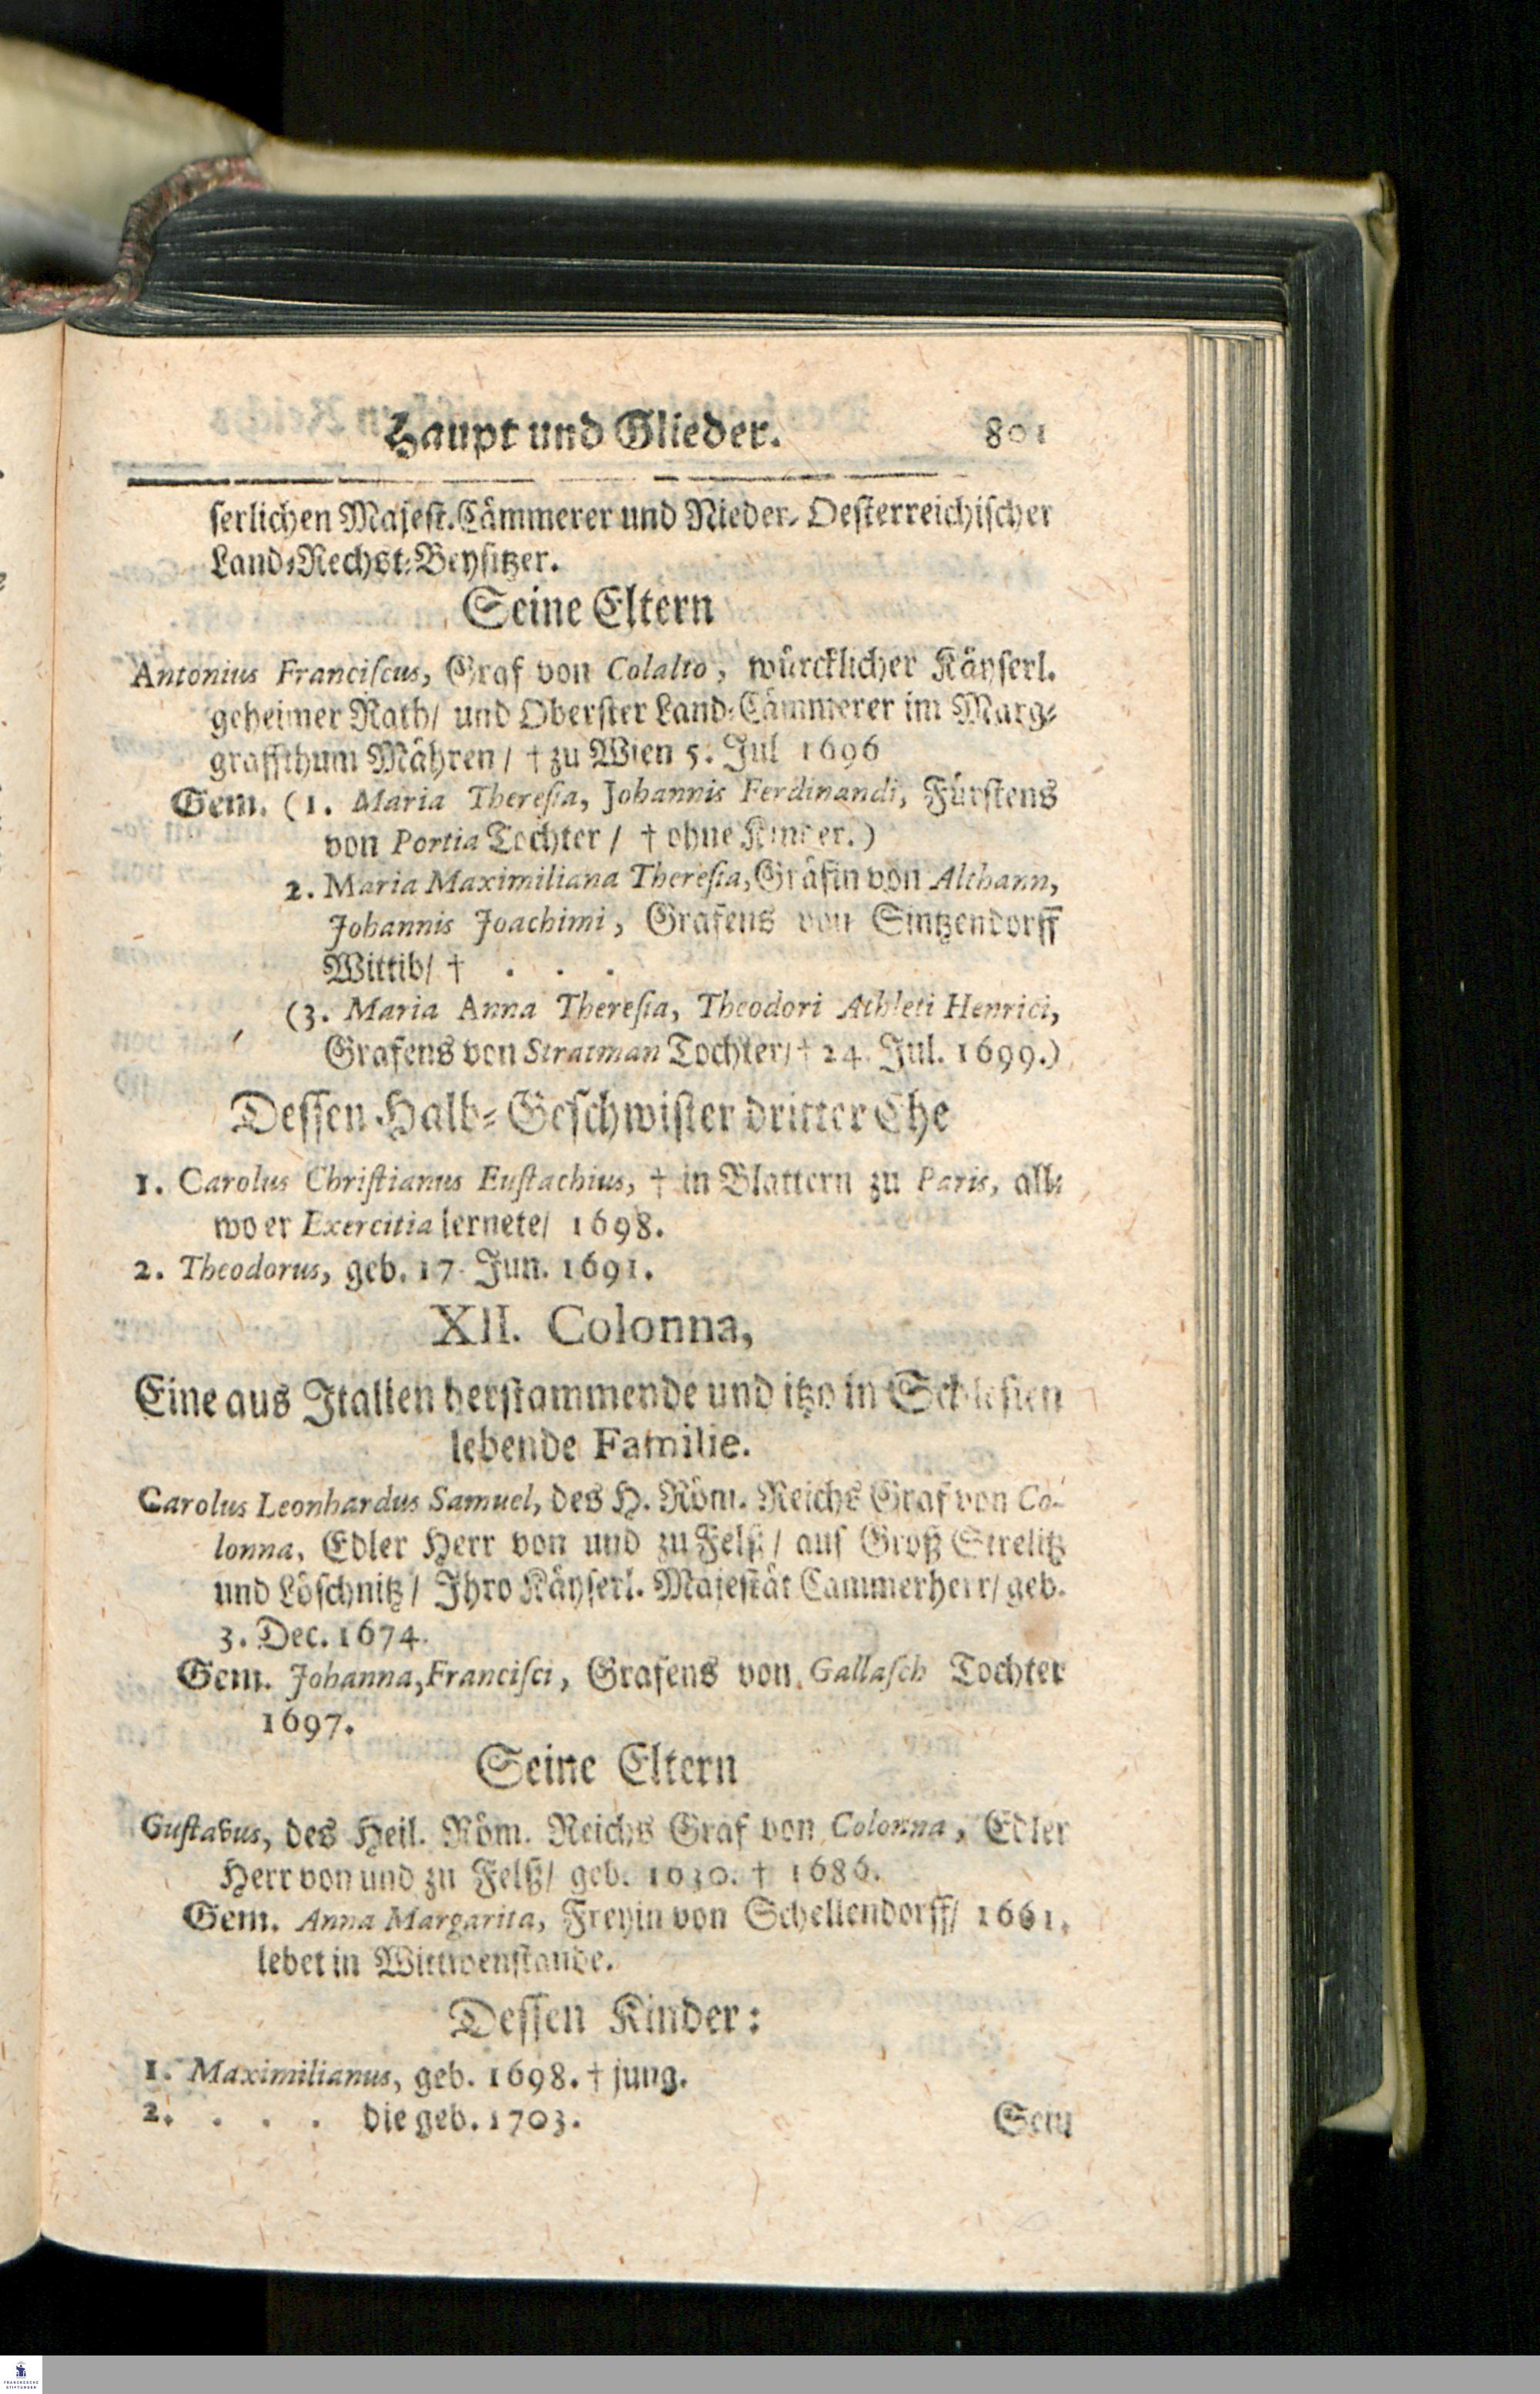 Haupt und Glieder. 801
serlichen Majest. Cämmerer und Nieder-Oesterreichischer
Land-Rechst-Beysitzer.
Seine Eltern
Antonius Franciscus, Graf von Colalto, würcklicher Käyserl.
geheimer Rath/ und Oberster Land-Cämmerer im Marg-
graffthum Mähren/ † zu Wien 5. Jul 1696
Gem. (1. Maria Theresia, Johannis Ferdinandi, Fürstens
von Portia Tochter/ † ohne Kinder.)
2. Maria Maximiliana Theresia, Gräfin von Althann,
Johannis Joachimi, Grafens von Sintzendorff
Wittib/ † . . .
(3. Maria Anna Theresia, Theodori Athleti Henrici,
Grafens von Stratman Tochter/ † 24. Jul. 1699.)
Dessen Halb-Geschwister dritter Ehe
1. Carolus Christianus Eustachius, † in Blattern zu Paris, all-
wo er Exercitia lernete/ 1698.
2. Theodorus, geb. 17. Jun. 1691.
XII. Colonna,
Eine aus Italien herstammende und itzo in Schlesien
lebende Familie.
Carolus Leonhardus Samuel, des H. Röm. Reichs Graf von Co-
lonna, Edler Herr von und zu Felß/ auf Groß Strelitz
und Löschnitz/ Ihro Käyserl. Majestät Cammerherr/ geb.
3. Dec. 1674.
Gem. Johanna, Francisci, Grafens von Gallasch Tochter
1697.
Seine Eltern
Gustavus, des Heil. Röm. Reichs Graf von Colonna, Edler
Herr von und zu Felß/ geb. 1630. † 1686.
Gem. Anna Margarita, Freyin von Schellendorff/ 1661.
lebet in Wittwenstande.
Dessen Kinder:
1. Maximilianus, geb. 1698. † jung.
2. . . . die geb. 1703. Sein
FRANCKESCHE
STIFTUNGEN